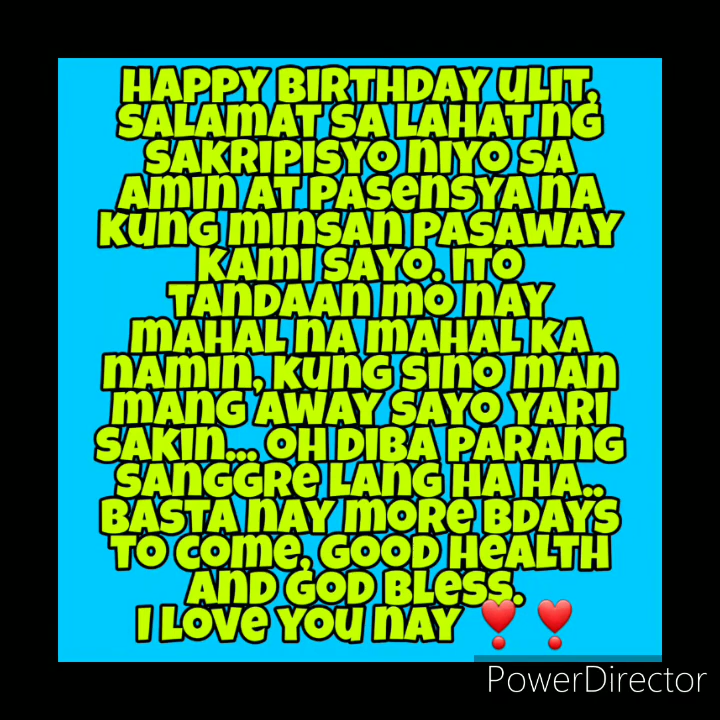 HAPPY BIRTHDAY ULIT,
SALAMAT SA LAHAT NG
SAKRIPISYO NIYO SA
AMIN AT PASENSYA NA
KUNG MINSAN PASAWAY
KAMI SAYO. ITO
TANDAAN MO NAY
MAHAL NA MAHAL KA
NAMIN, KUNG SINO MAN
MANG AWAY SAYO YARI
SAKIN... OH DIBA PARANG
SANGGRE LANG HA HA..
BASTA NAY MORE BDAYS
TO COME, GOOD HEALTH
AND GOD BLESS.
I LOVE YOU NAY ❣️❣️
PowerDirector